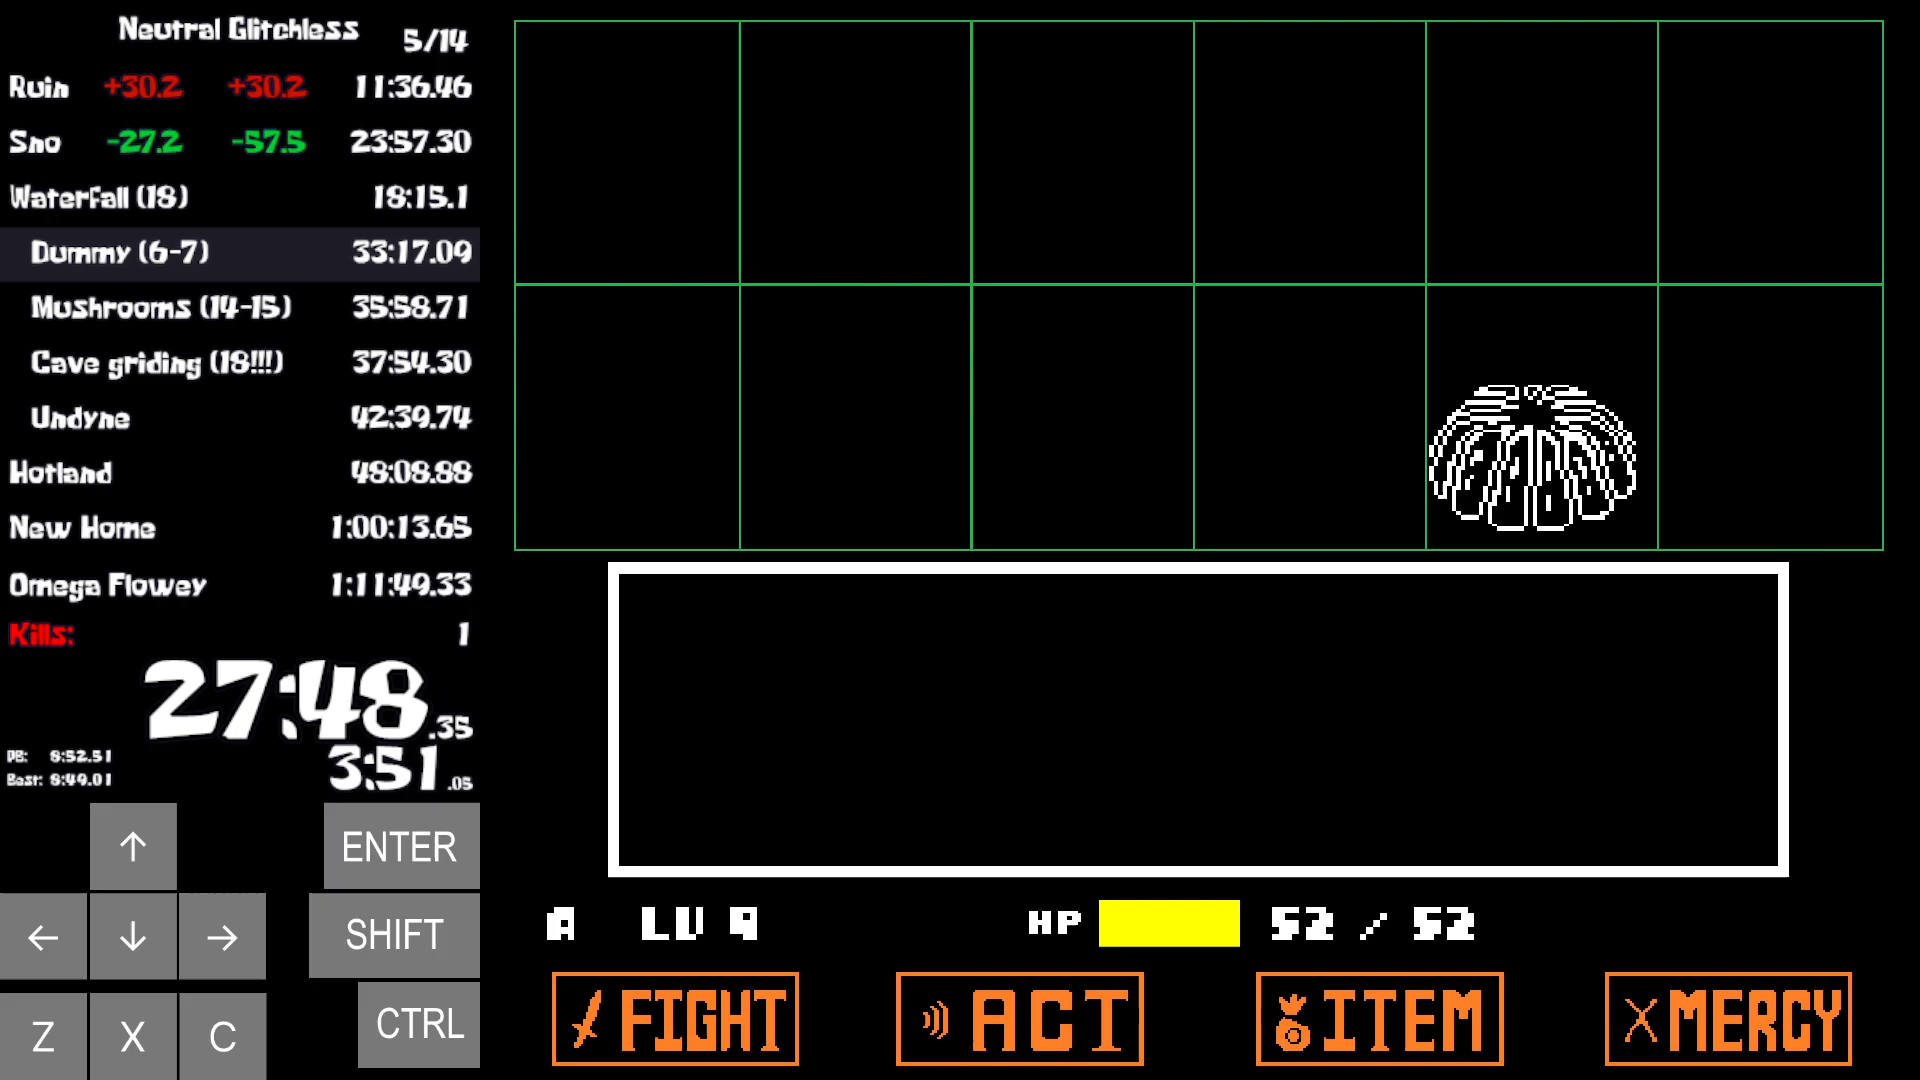 Neutral Glitchless
5/14
Ruin +30.2 +30.2 11:36.46
Sno -27.2 -57.5 23:57.30
Waterfall (18) 18:15.1
Dummy (6-7) 33:17.09
Mushrooms (14-15) 35:58.71
Cave griding (18!!!) 37:54.30
Undyne 42:39.74
Hotland 48:08.88
New Home 1:00:13.65
Omega Flowey 1:11:49.33
Kills: 1
27:48.35
PB: 8:52.51
Best: 8:49.01
3:51.05
↑ ENTER
← ↓ → SHIFT
Z X C CTRL
A LV 9 HP 52 / 52
FIGHT ACT ITEM MERCY